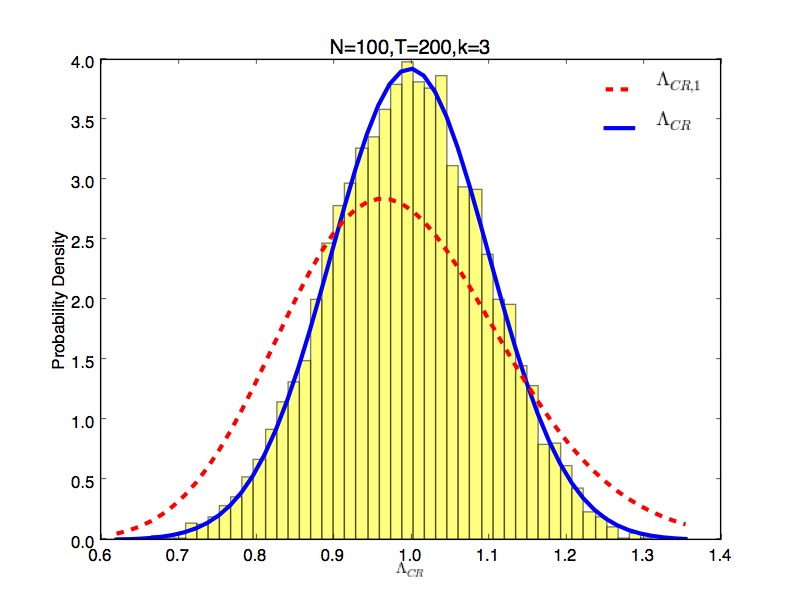 N=100,T=200,k=3
Λ_{CR,1}
Λ_{CR}
Probability Density
4.0
3.5
3.0
2.5
2.0
1.5
1.0
0.5
0.0
0.6 0.7 0.8 0.9 1.0 1.1 1.2 1.3 1.4
Λ_{CR}